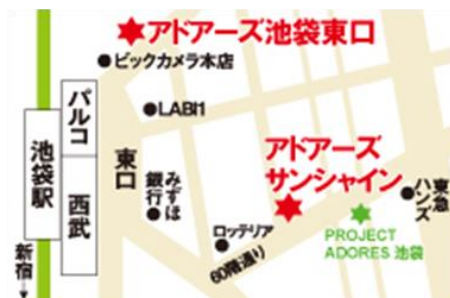 アドアーズ池袋東口
ビックカメラ本店
パルコ
LABI1
池袋駅
東口
アドアーズ
サンシャイン
西武
みずほ
銀行
東急
ハンズ
ロッテリア
PROJECT
ADORES 池袋
60階通り
新宿